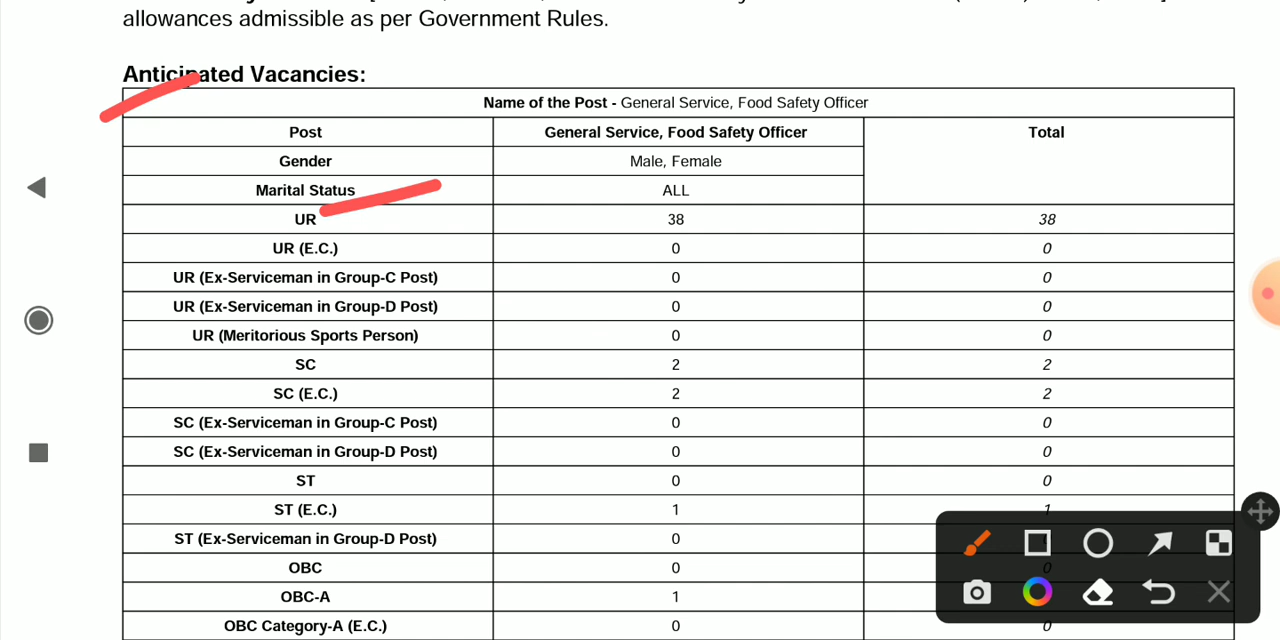 allowances admissible as per Government Rules.
Anticipated Vacancies:
Name of the Post - General Service, Food Safety Officer
Post General Service, Food Safety Officer Total
Gender Male, Female
Marital Status ALL
UR 38 38
UR (E.C.) 0 0
UR (Ex-Serviceman in Group-C Post) 0 0
UR (Ex-Serviceman in Group-D Post) 0 0
UR (Meritorious Sports Person) 0 0
SC 2 2
SC (E.C.) 2 2
SC (Ex-Serviceman in Group-C Post) 0 0
SC (Ex-Serviceman in Group-D Post) 0 0
ST 0 0
ST (E.C.) 1 1
ST (Ex-Serviceman in Group-D Post) 0
OBC 0 0
OBC-A 1
OBC Category-A (E.C.) 0 0